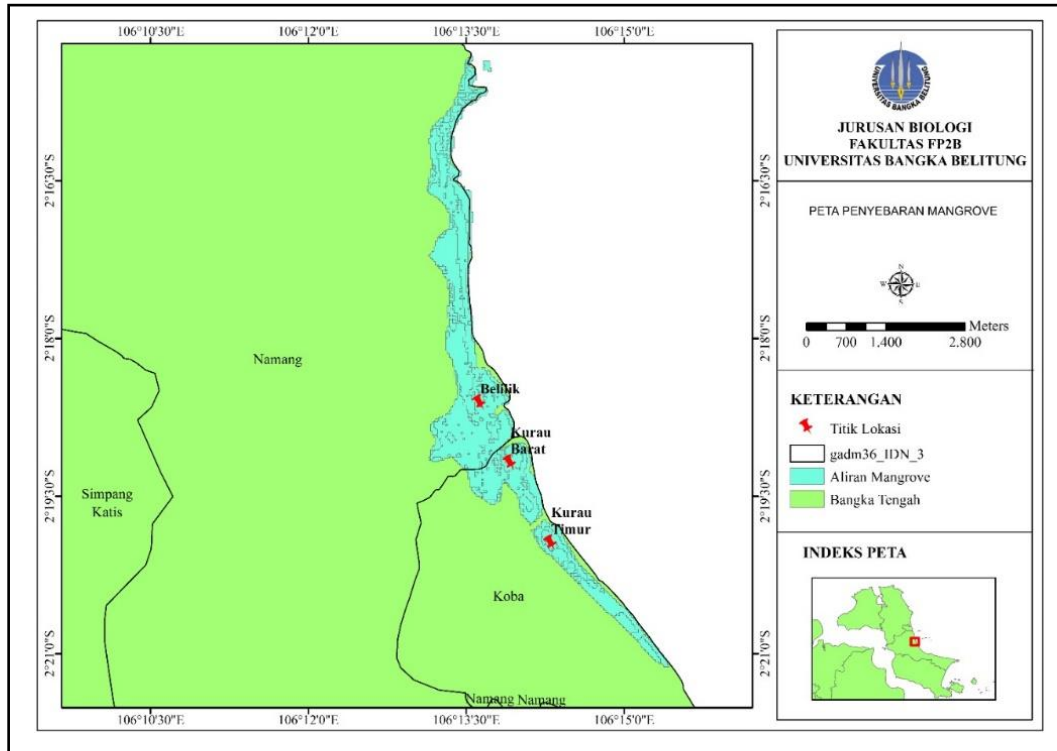 106°10'30"E 106°12'0"E 106°13'30"E 106°15'0"E
2°16'30"S 2°16'30"S
2°18'0"S 2°18'0"S
2°19'30"S 2°19'30"S
2°21'0"S 2°21'0"S
Namang
Belilik
Kurau
Barat
Simpang
Katis
Kurau
Timur
Koba
Namang Namang
106°10'30"E 106°12'0"E 106°13'30"E 106°15'0"E
UNIVERSITAS BANGKA BELITUNG
JURUSAN BIOLOGI
FAKULTAS FP2B
UNIVERSITAS BANGKA BELITUNG
PETA PENYEBARAN MANGROVE
N
W U
S
Meters
0 700 1.400 2.800
KETERANGAN
Titik Lokasi
gadm36_IDN_3
Aliran Mangrove
Bangka Tengah
INDEKS PETA